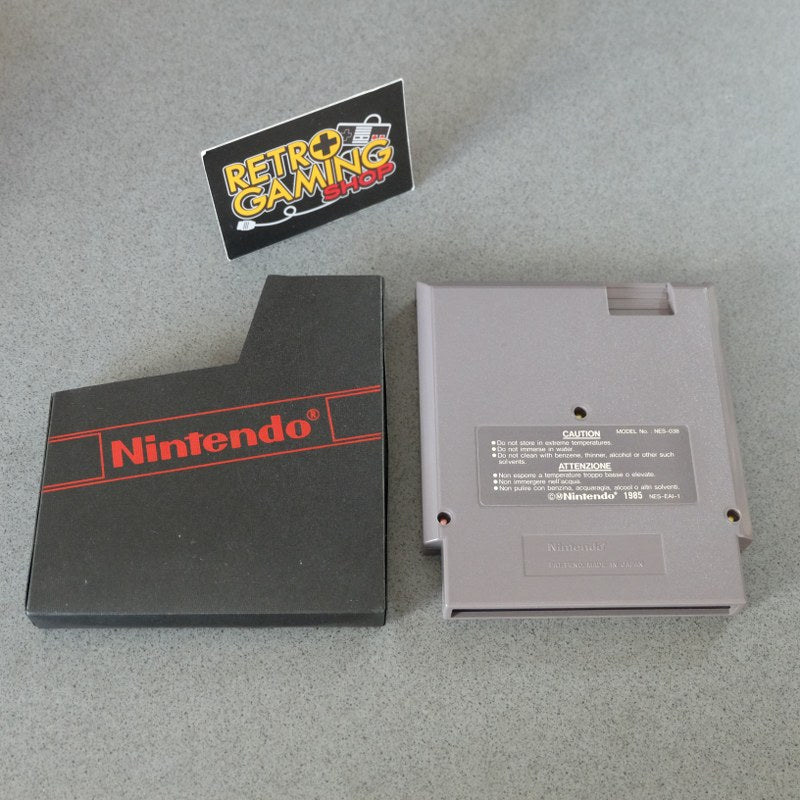 RETRO
GAMING
SHOP
Nintendo®
CAUTION
MODEL No. : NES-038
● Do not store in extreme temperatures.
● Do not immerse in water.
● Do not clean with benzene, thinner, alcohol or other such
solvents.
ATTENZIONE
● Non esporre a temperature troppo basse o elevate.
● Non immergere nell'acqua.
● Non pulire con benzina, acquaragia, alcool o altri solventi.
©Ⓜ Nintendo® 1985 NES-EAI-1
Nintendo®
PAT. PEND. MADE IN JAPAN